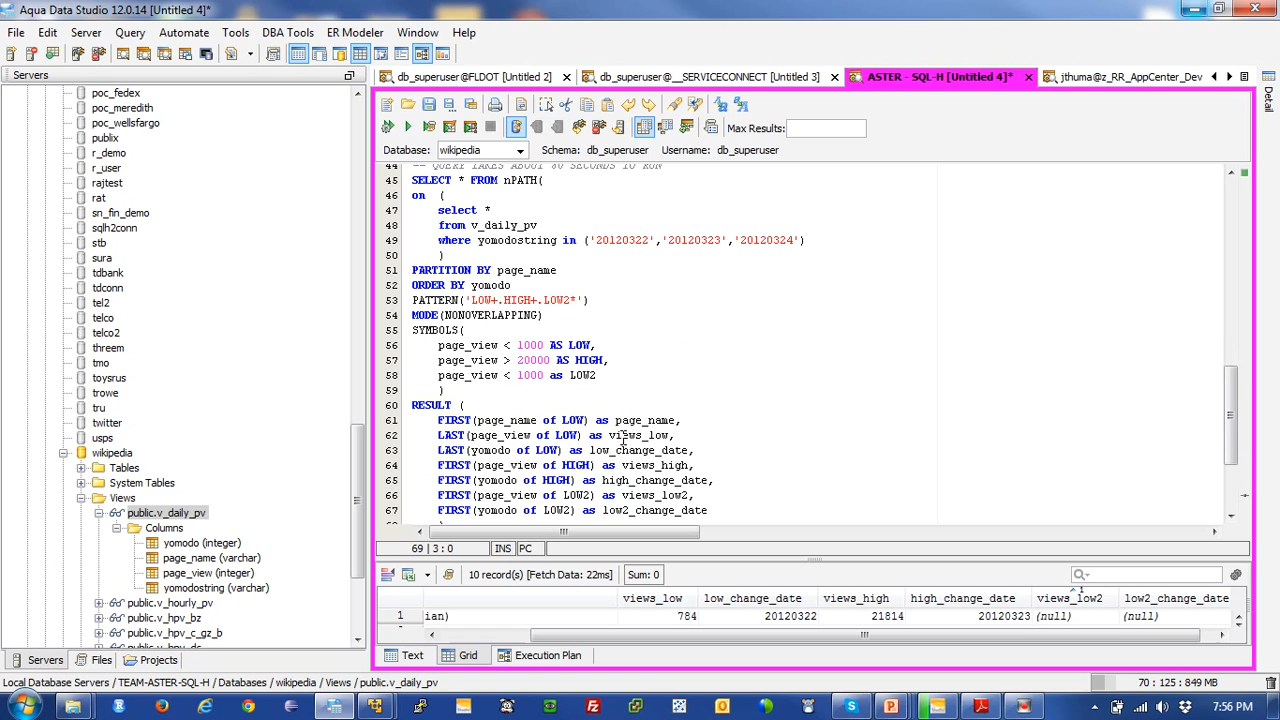 Aqua Data Studio 12.0.14 [Untitled 4]*
File Edit Server Query Automate Tools DBA Tools ER Modeler Window Help
Servers
db_superuser@FLDOT [Untitled 2]
db_superuser@__SERVICECONNECT [Untitled 3]
ASTER - SQL-H [Untitled 4]*
jthurman@z_RR_AppCenter_Dev
Detail
Max Results:
Database: wikipedia Schema: db_superuser Username: db_superuser
poc_fedex
poc_meredith
poc_wellsfargo
publix
r_demo
r_user
rajtest
rat
sn_fin_demo
sqlh2conn
stb
sura
tdbank
tdconn
tel2
telco
telco2
threem
tmo
toysrus
trowe
tru
twitter
usps
wikipedia
Tables
System Tables
Views
public.v_daily_pv
Columns
yomodo (integer)
page_name (varchar)
page_view (integer)
yomodostring (varchar)
public.v_hourly_pv
public.v_hpv_bz
public.v_hpv_c_gz_b
Servers Files Projects
44 -- QUERY TAKES ABOUT 80 SECONDS TO RUN
45 SELECT * FROM nPATH(
46 on (
47 select *
48 from v_daily_pv
49 where yomodostring in ('20120322','20120323','20120324')
50 )
51 PARTITION BY page_name
52 ORDER BY yomodo
53 PATTERN('LOW+.HIGH+.LOW2*')
54 MODE(NONOVERLAPPING)
55 SYMBOLS(
56 page_view < 1000 AS LOW,
57 page_view > 20000 AS HIGH,
58 page_view < 1000 as LOW2
59 )
60 RESULT (
61 FIRST(page_name of LOW) as page_name,
62 LAST(page_view of LOW) as views_low,
63 LAST(yomodo of LOW) as low_change_date,
64 FIRST(page_view of HIGH) as views_high,
65 FIRST(yomodo of HIGH) as high_change_date,
66 FIRST(page_view of LOW2) as views_low2,
67 FIRST(yomodo of LOW2) as low2_change_date
69 | 3 : 0 INS PC
10 record(s) [Fetch Data: 22ms] Sum: 0
views_low low_change_date views_high high_change_date views_low2 low2_change_date
1 ian) 784 20120322 21814 20120323 (null) (null)
Text Grid Execution Plan
Local Database Servers / TEAM-ASTER-SQL-H / Databases / wikipedia / Views / public.v_daily_pv
70 : 125 : 849 MB
7:56 PM